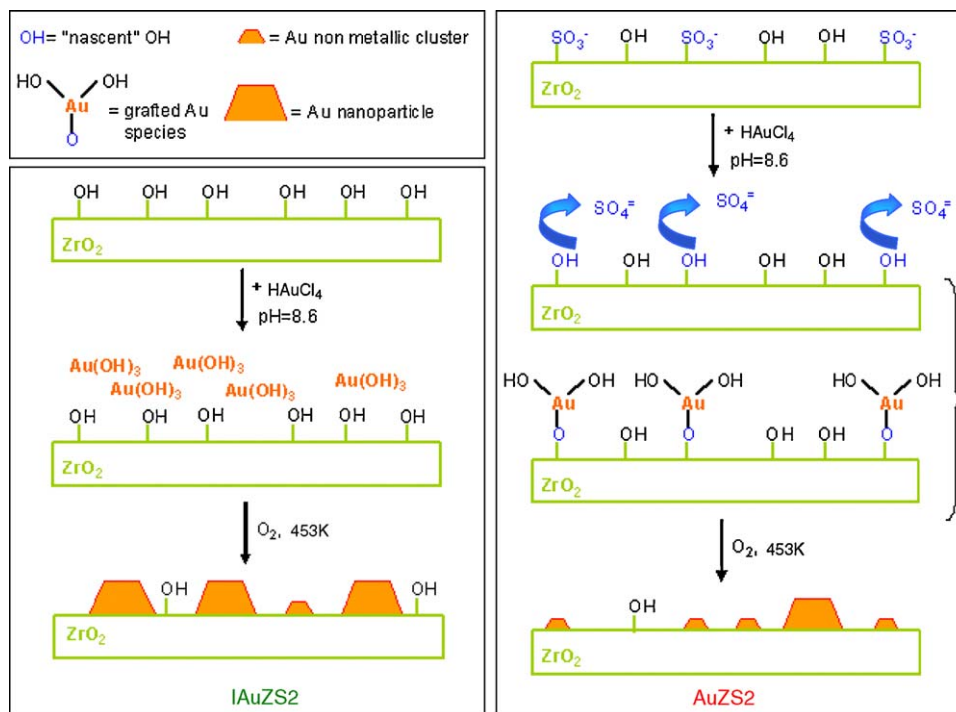 OH= "nascent" OH
= Au non metallic cluster
HO OH
Au
O
= grafted Au
species
= Au nanoparticle
OH OH OH OH OH OH
ZrO2
+ HAuCl4
pH=8.6
Au(OH)3 Au(OH)3 Au(OH)3
Au(OH)3 Au(OH)3
OH OH OH OH OH OH
ZrO2
O2, 453K
OH OH
ZrO2
IAuZS2
SO3- OH SO3- OH OH SO3-
ZrO2
+ HAuCl4
pH=8.6
SO4= SO4= SO4=
OH OH OH OH OH OH
ZrO2
HO OH HO OH HO OH
Au Au Au
O OH O OH OH O
ZrO2
O2, 453K
OH
ZrO2
AuZS2